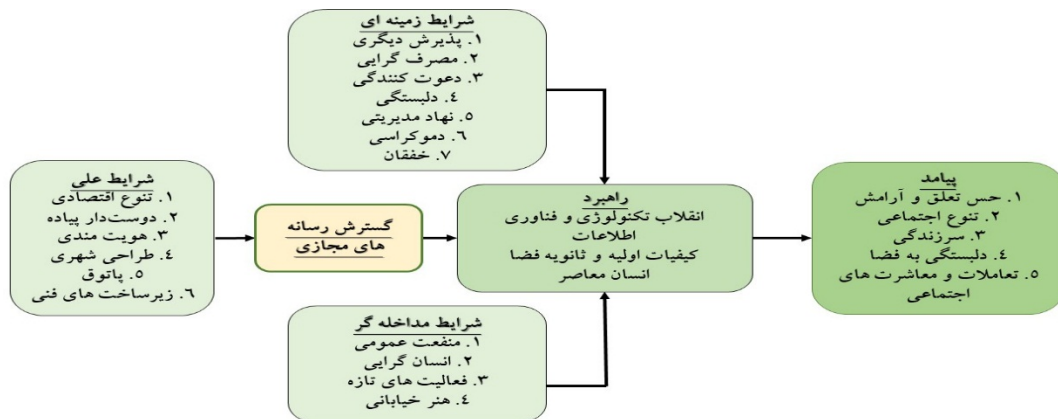 شرایط زمینه ای
۱. پذیرش دیگری
۲. مصرف گرایی
۳. دعوت کنندگی
۴. دلبستگی
۵. نهاد مدیریتی
۶. دموکراسی
۷. خفقان
شرایط علی
۱. تنوع اقتصادی
۲. دوست‌دار پیاده
۳. هویت مندی
۴. طراحی شهری
۵. پاتوق
۶. زیرساخت های فنی
گسترش رسانه
های مجازی
راهبرد
انقلاب تکنولوژی و فناوری
اطلاعات
کیفیات اولیه و ثانویه فضا
انسان معاصر
پیامد
۱. حس تعلق و آرامش
۲. تنوع اجتماعی
۳. سرزندگی
۴. دلبستگی به فضا
۵. تعاملات و معاشرت های
اجتماعی
شرایط مداخله گر
۱. منفعت عمومی
۲. انسان گرایی
۳. فعالیت های تازه
۴. هنر خیابانی